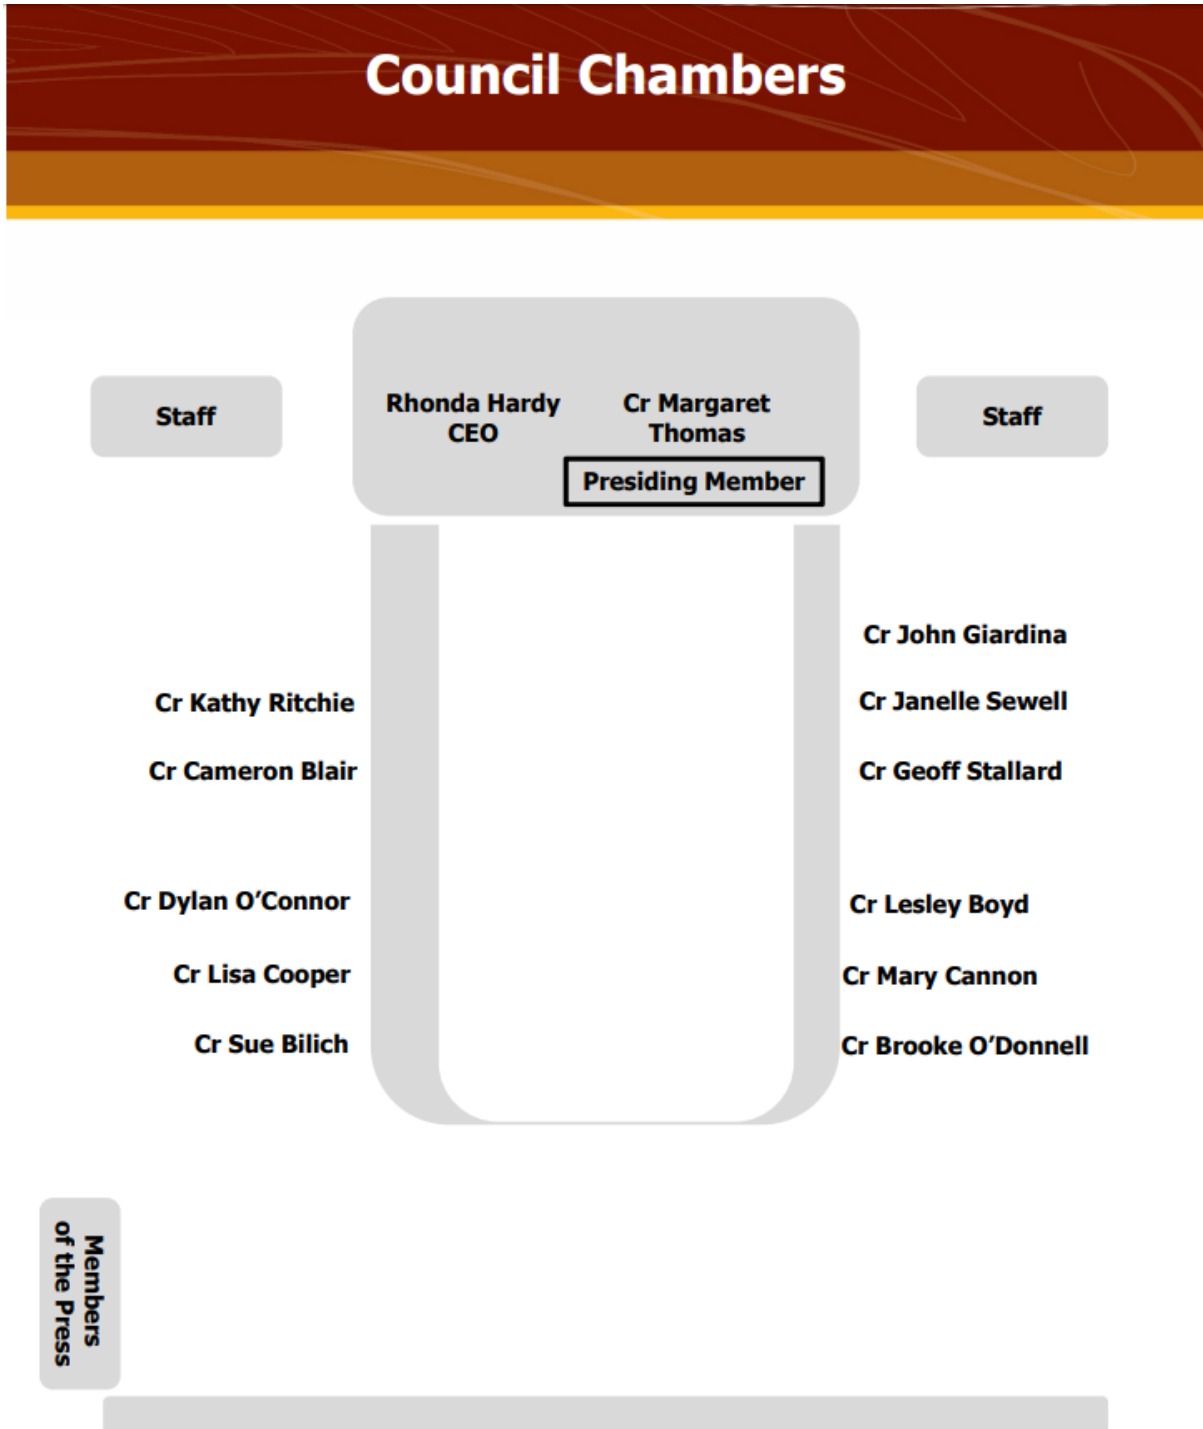 Council Chambers
Staff
Rhonda Hardy
CEO
Cr Margaret
Thomas
Presiding Member
Staff
Cr Kathy Ritchie
Cr Cameron Blair
Cr Dylan O’Connor
Cr Lisa Cooper
Cr Sue Bilich
Cr John Giardina
Cr Janelle Sewell
Cr Geoff Stallard
Cr Lesley Boyd
Cr Mary Cannon
Cr Brooke O’Donnell
Members
of the Press